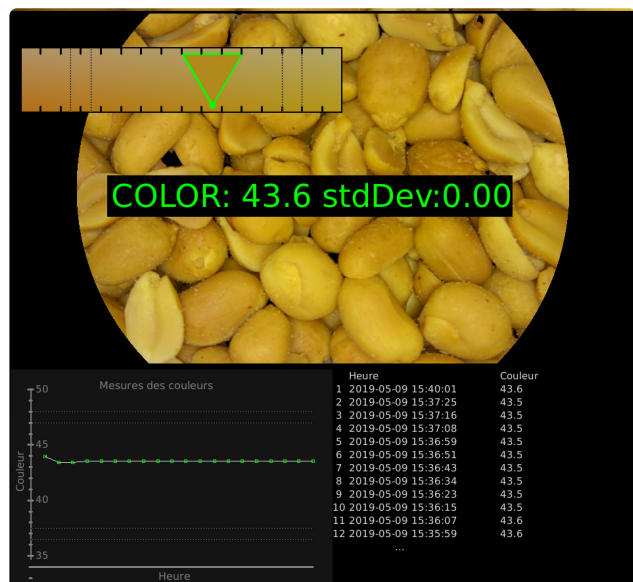 COLOR: 43.6 stdDev:0.00
Mesures des couleurs
50
45
40
35
Couleur
Heure
Heure Couleur
1 2019-05-09 15:40:01 43.6
2 2019-05-09 15:37:25 43.5
3 2019-05-09 15:37:16 43.5
4 2019-05-09 15:37:08 43.5
5 2019-05-09 15:36:59 43.5
6 2019-05-09 15:36:51 43.5
7 2019-05-09 15:36:43 43.5
8 2019-05-09 15:36:34 43.5
9 2019-05-09 15:36:23 43.5
10 2019-05-09 15:36:15 43.5
11 2019-05-09 15:36:07 43.6
12 2019-05-09 15:35:59 43.6
...